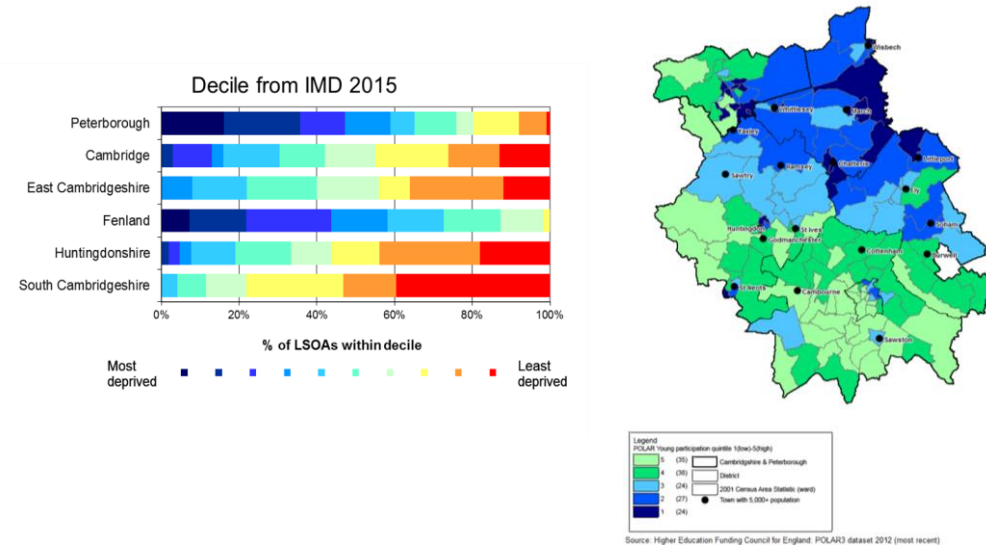 Decile from IMD 2015
Peterborough
Cambridge
East Cambridgeshire
Fenland
Huntingdonshire
South Cambridgeshire
0% 20% 40% 60% 80% 100%
% of LSOAs within decile
Most deprived
Least deprived
Wisbech
Whittlesey
March
Yaxley
Chatteris
Littleport
Ramsey
Sawtry
Ely
Soham
Huntingdon
St Ives
Godmanchester
Cottenham
Burwell
St Neots
Cambourne
Sawston
Legend
POLAR Young participation quintile 1(low)-5(high)
5 (35) Cambridgeshire & Peterborough
4 (36) District
3 (24) 2001 Census Area Statistic (ward)
2 (27) Town with 5,000+ population
1 (24)
Source: Higher Education Funding Council for England: POLAR3 dataset 2012 (most recent)